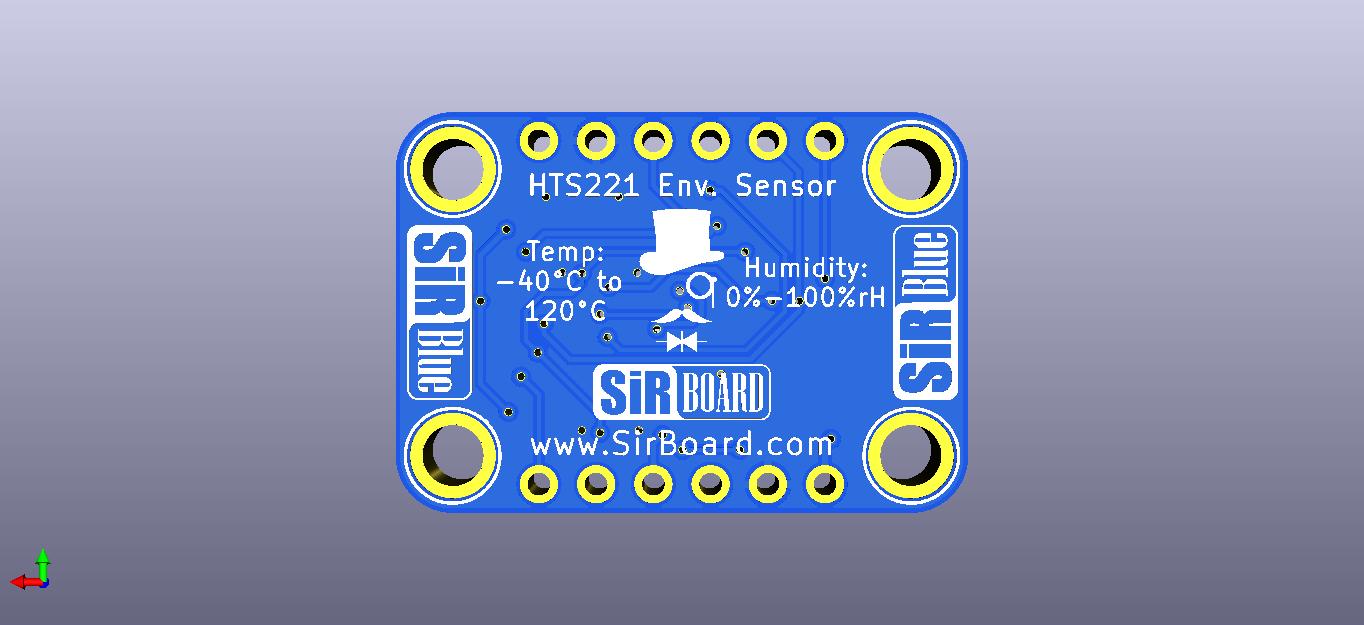 HTS221 Env. Sensor
Temp:
-40°C to
120°C
Humidity:
0%-100%rH
SiR Blue
SiR Blue
SiR BOARD
www.SirBoard.com